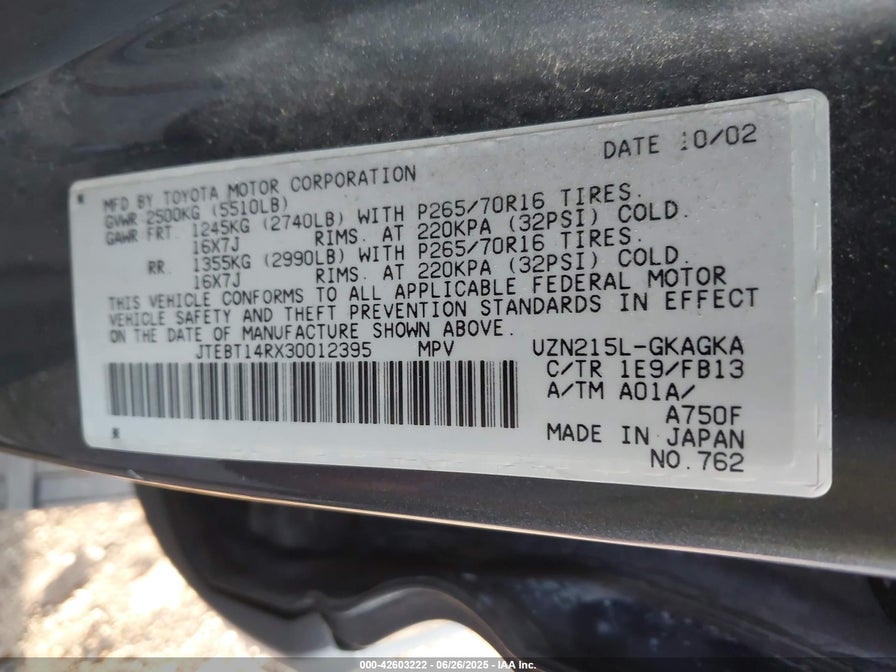 DATE 10/02
MFD BY TOYOTA MOTOR CORPORATION
GVWR 2500KG (5510LB)
GAWR FRT. 1245KG (2740LB) WITH P265/70R16 TIRES.
16X7J RIMS. AT 220KPA (32PSI) COLD.
RR. 1355KG (2990LB) WITH P265/70R16 TIRES.
16X7J RIMS. AT 220KPA (32PSI) COLD.
THIS VEHICLE CONFORMS TO ALL APPLICABLE FEDERAL MOTOR
VEHICLE SAFETY AND THEFT PREVENTION STANDARDS IN EFFECT
ON THE DATE OF MANUFACTURE SHOWN ABOVE.
JTEBT14RX30012395 MPV UZN215L-GKAGKA
C/TR 1E9/FB13
A/TM A01A/
A750F
MADE IN JAPAN
NO.762
000-42603222 - 06/26/2025 - IAA Inc.